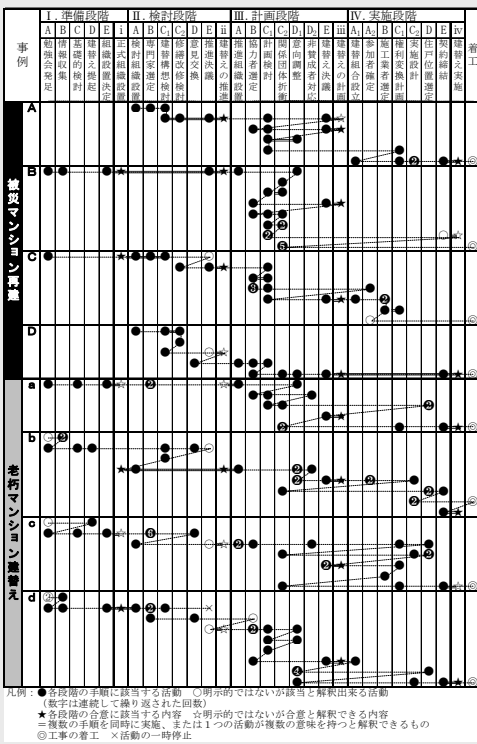 Ⅰ.準備段階 Ⅱ.検討段階 Ⅲ.計画段階 Ⅳ.実施段階
事例
A B C D E i A B C₁ C₂ D E ii A B C₁ C₂ D₁ D₂ E iii A₁ A₂ B C₁ C₂ D E iv
勉強会発足
情報収集
基礎的検討
建替え提起
組織設置決定
正式組織設置
検討組織設置
専門家選定
建替構想検討
修繕改修検討
意見交換
推進決議
建替えの推進
推進組織設置
協力者選定
計画検討
関係団体折衝
意向調整
非賛成者対応
建替え決議
建替えの計画
建替組合設立
参加者確定
施工業者選定
権利変換計画
実施設計
住戸位置選定
契約締結
建替え実施
着工
被災マンション再建
A
B
C
D
老朽マンション建替え
a
b
c
d
凡例:●各段階の手順に該当する活動 ○明示的ではないが該当と解釈出来る活動
(数字は連続して繰り返された回数)
★各段階の合意に該当する内容 ☆明示的ではないが合意と解釈できる内容
=複数の手順を同時に実施、または1つの活動が複数の意味を持つと解釈できるもの
◎工事の着工 ×活動の一時停止